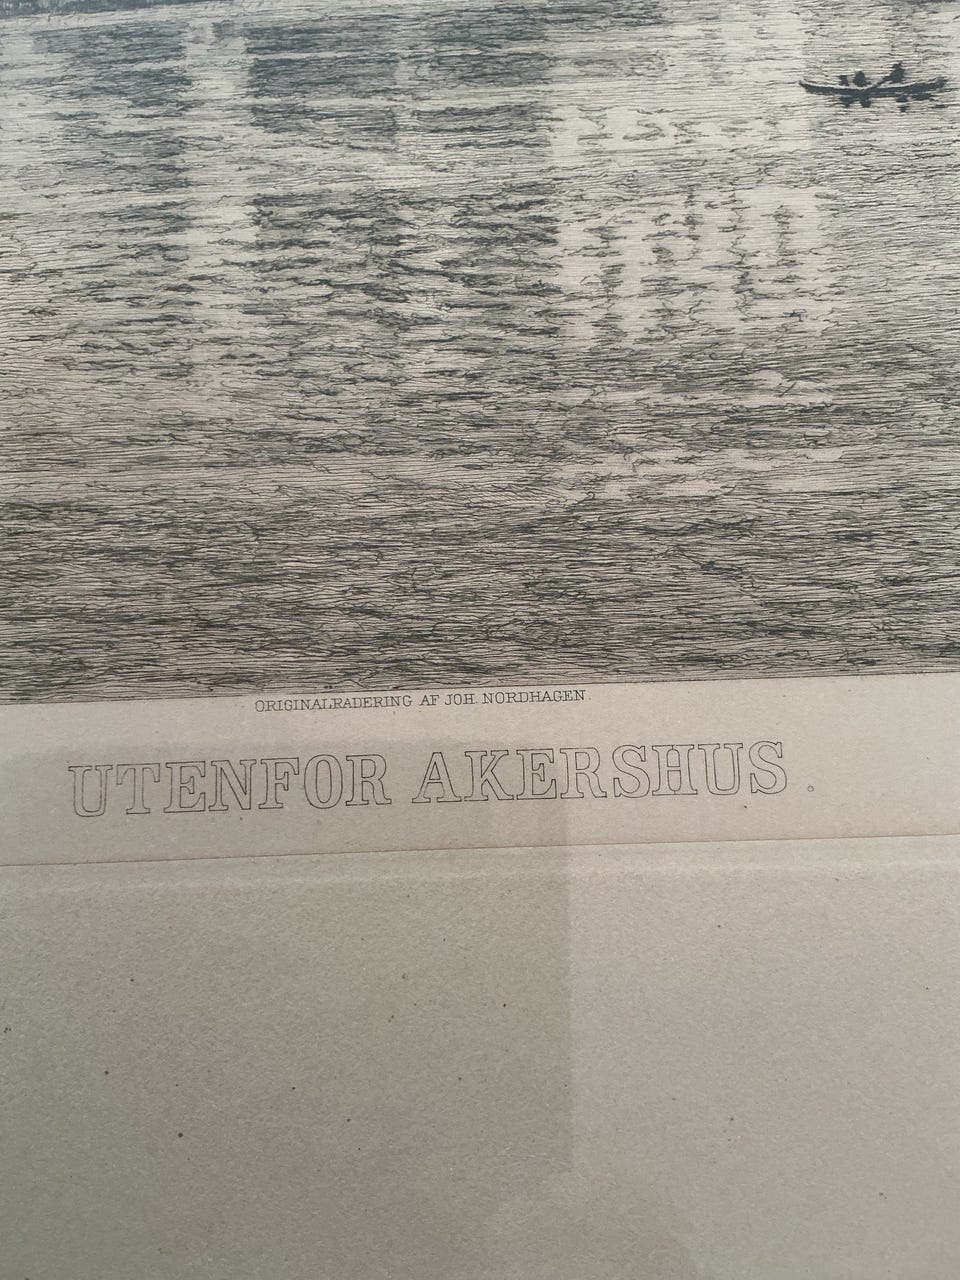 ORIGINALRADERING AF JOH. NORDHAGEN.
UTENFOR AKERSHUS.